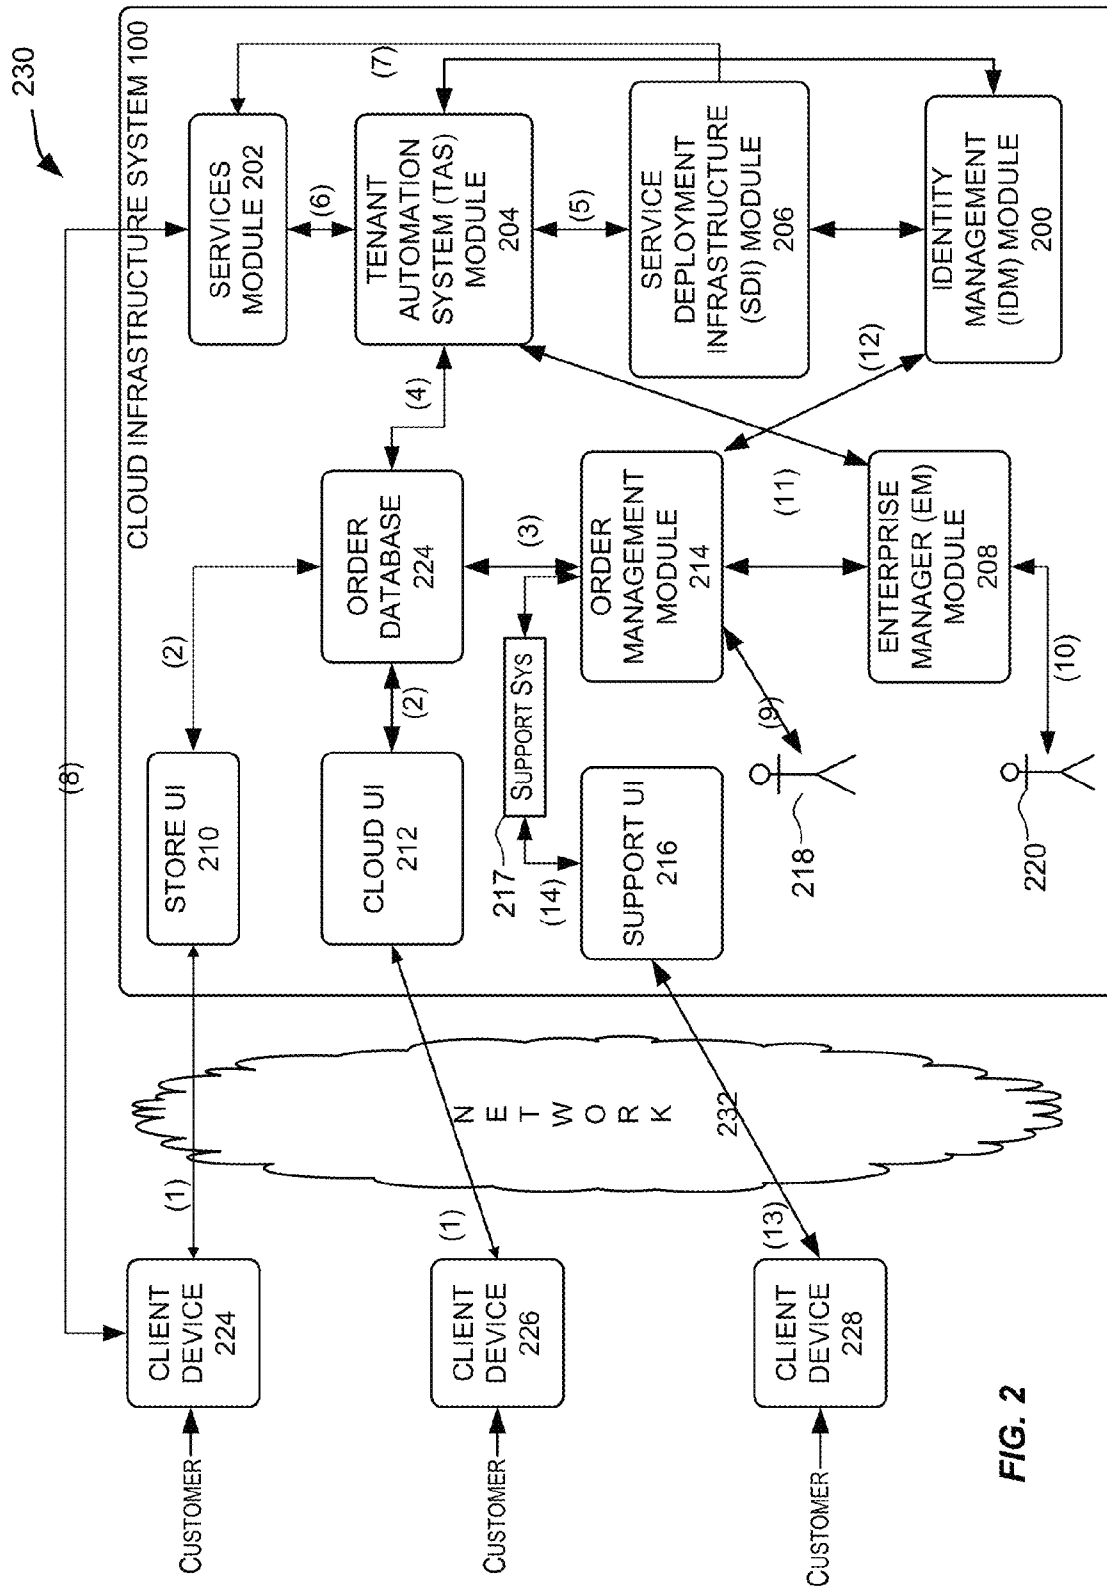 230
CLOUD INFRASTRUCTURE SYSTEM 100
(8)
CUSTOMER
CLIENT
DEVICE
224
(1)
STORE UI
210
(2)
SERVICES
MODULE 202
(6)
(7)
CUSTOMER
CLIENT
DEVICE
226
(1)
N
E
T
W
O
R
K
232
CLOUD UI
212
(2)
ORDER
DATABASE
224
(4)
TENANT
AUTOMATION
SYSTEM (TAS)
MODULE
204
(5)
217
SUPPORT SYS
(14)
(3)
CUSTOMER
CLIENT
DEVICE
228
(13)
SUPPORT UI
216
ORDER
MANAGEMENT
MODULE
214
SERVICE
DEPLOYMENT
INFRASTRUCTURE
(SDI) MODULE
206
(9)
218
(11)
(12)
ENTERPRISE
MANAGER (EM)
MODULE
208
IDENTITY
MANAGEMENT
(IDM) MODULE
200
(10)
220
FIG. 2